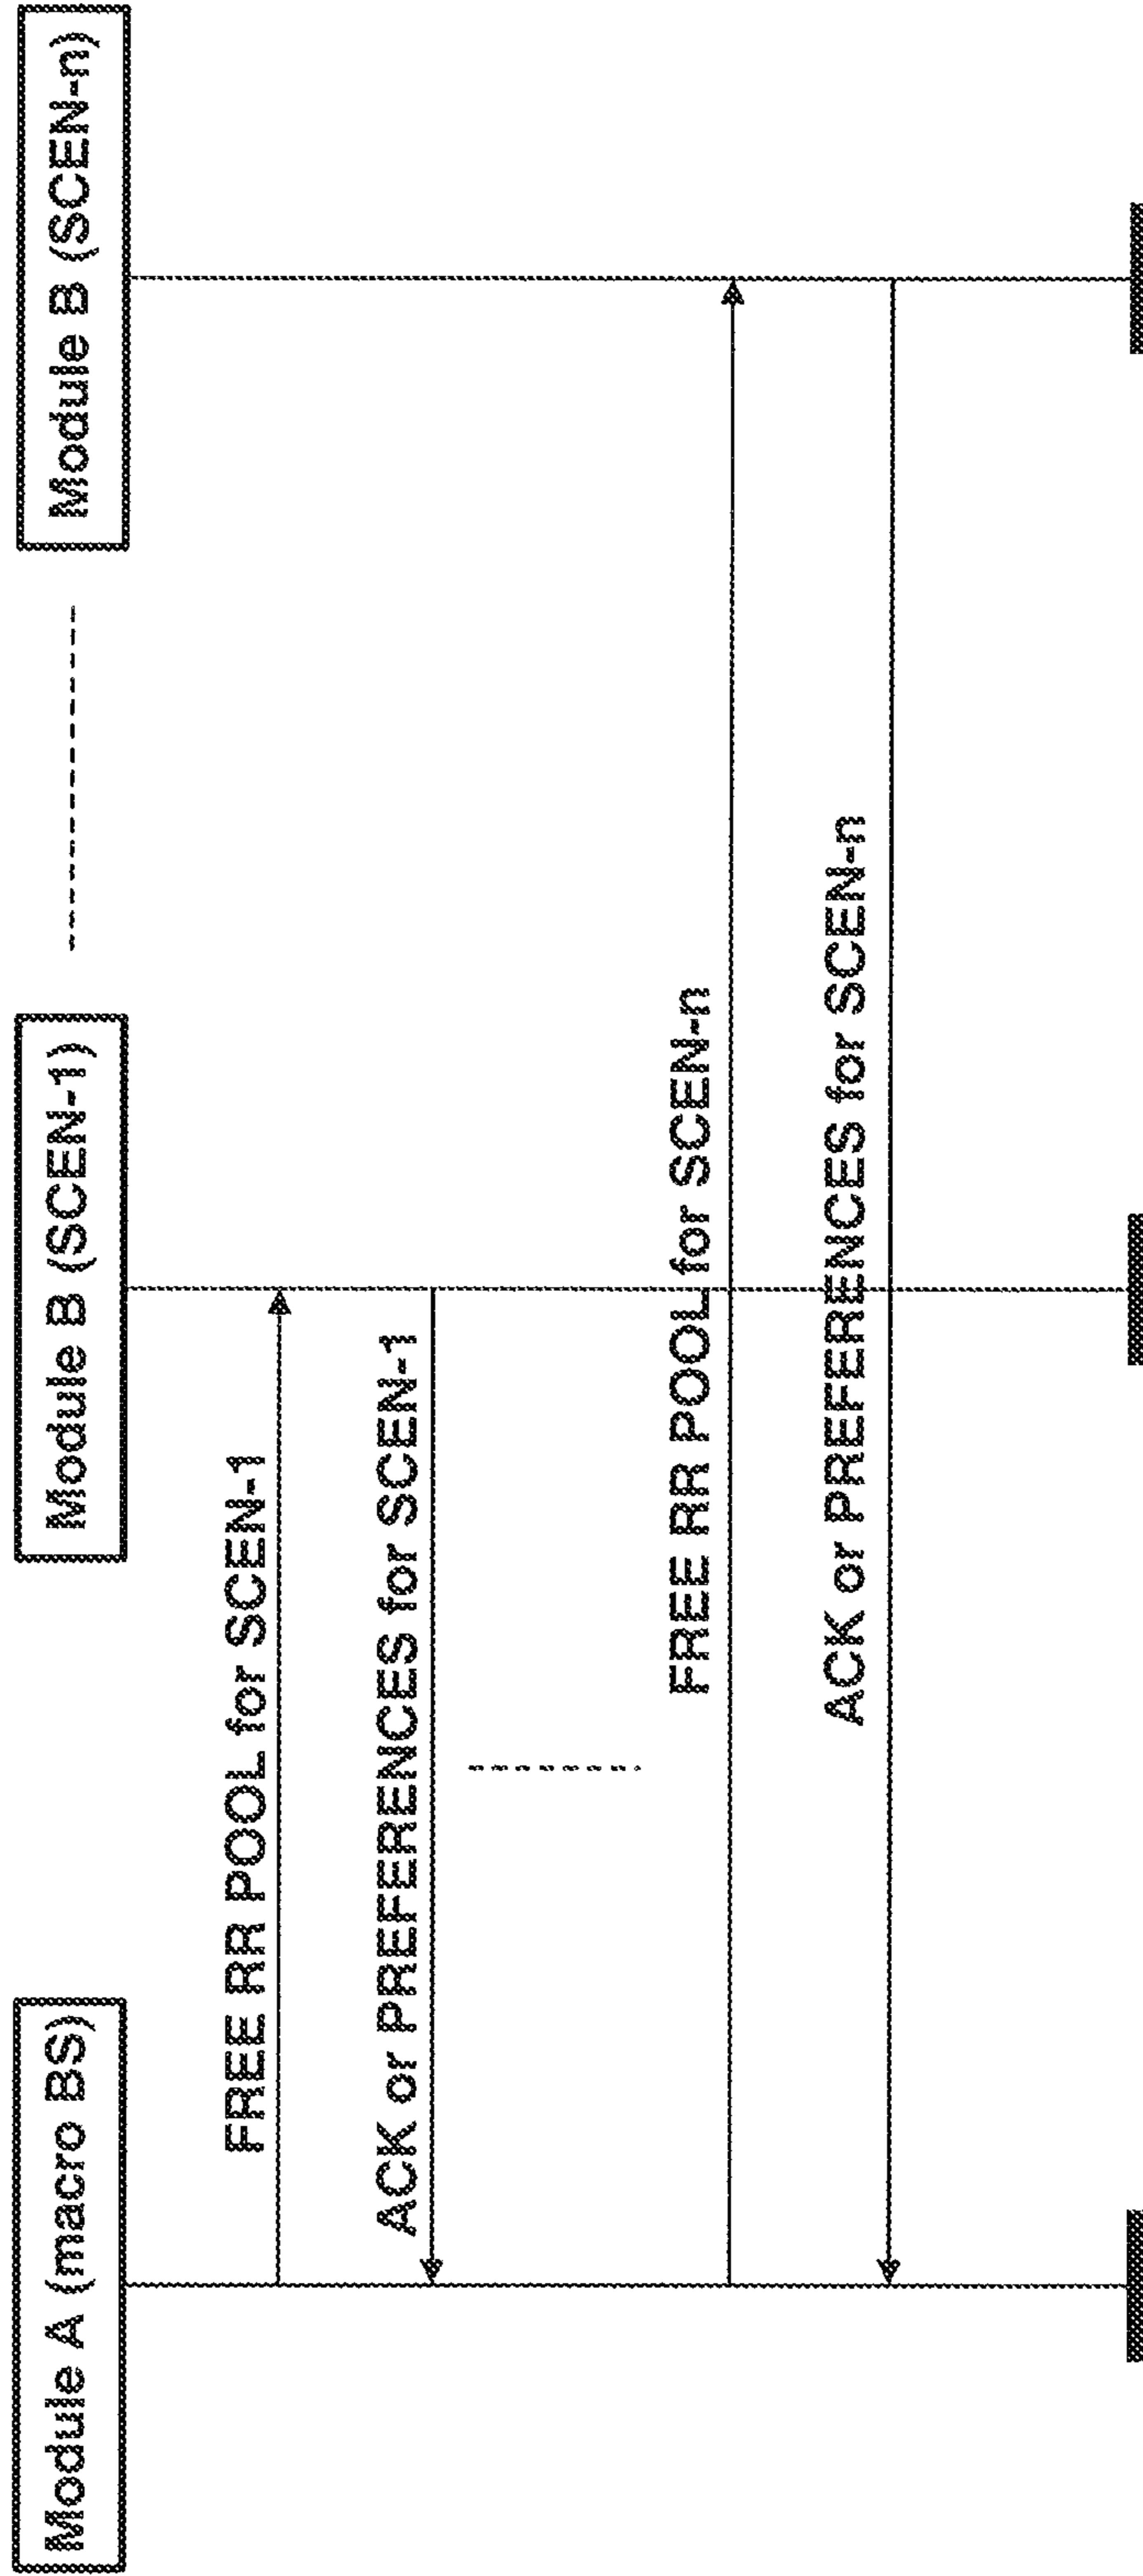 Module A (macro BS)
Module B (SCEN-1)
Module B (SCEN-n)
FREE RR POOL for SCEN-1
ACK or PREFERENCES for SCEN-1
FREE RR POOL for SCEN-n
ACK or PREFERENCES for SCEN-n